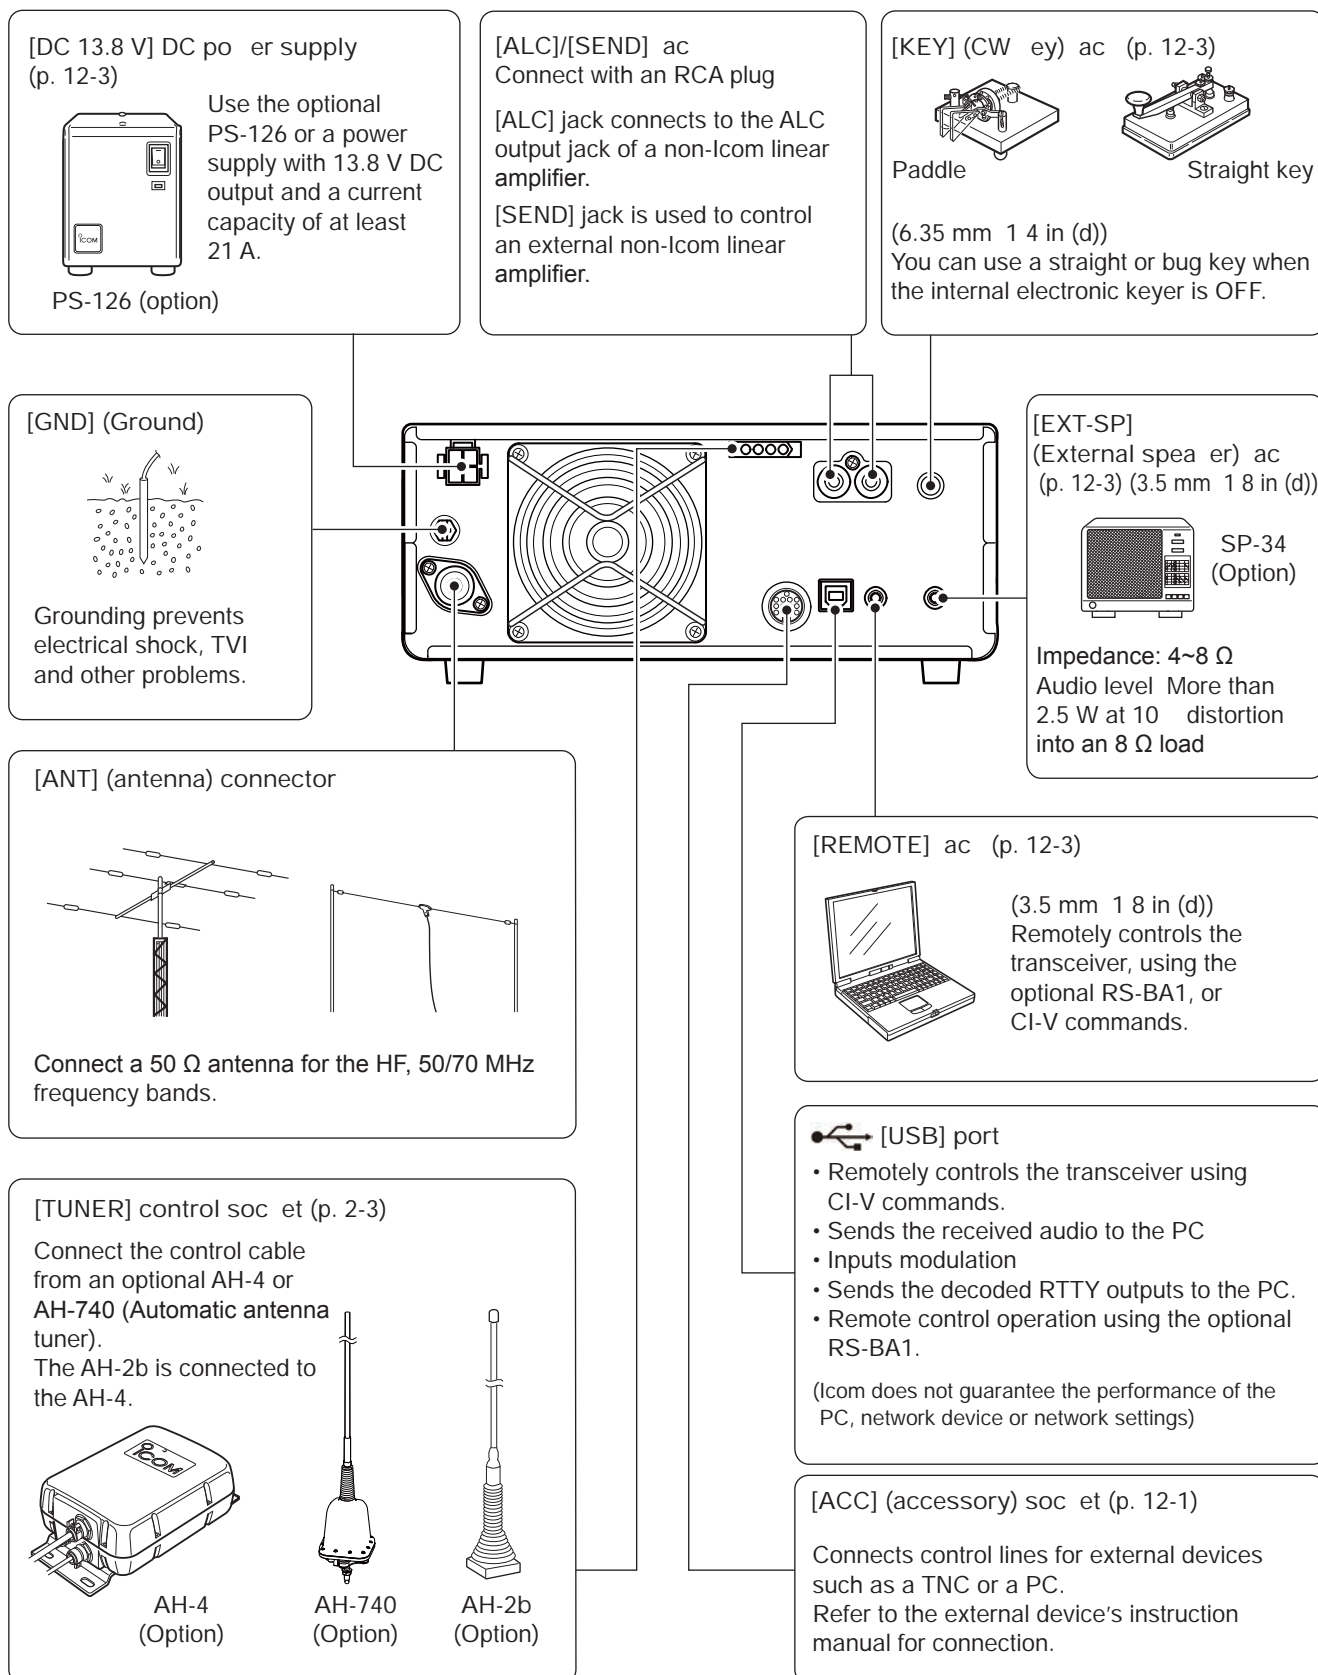 [DC 13.8 V] DC po er supply
(p. 12-3)
Use the optional
PS-126 or a power
supply with 13.8 V DC
output and a current
capacity of at least
21 A.
ICOM
PS-126 (option)
[ALC]/[SEND] ac
Connect with an RCA plug
[ALC] jack connects to the ALC
output jack of a non-Icom linear
amplifier.
[SEND] jack is used to control
an external non-Icom linear
amplifier.
[KEY] (CW ey) ac (p. 12-3)
Paddle
Straight key
(6.35 mm 1 4 in (d))
You can use a straight or bug key when
the internal electronic keyer is OFF.
[GND] (Ground)
Grounding prevents
electrical shock, TVI
and other problems.
[EXT-SP]
(External spea er) ac
(p. 12-3) (3.5 mm 1 8 in (d))
SP-34
(Option)
Impedance: 4~8 Ω
Audio level More than
2.5 W at 10 distortion
into an 8 Ω load
[ANT] (antenna) connector
Connect a 50 Ω antenna for the HF, 50/70 MHz
frequency bands.
[REMOTE] ac (p. 12-3)
(3.5 mm 1 8 in (d))
Remotely controls the
transceiver, using the
optional RS-BA1, or
CI-V commands.
[USB] port
• Remotely controls the transceiver using
CI-V commands.
• Sends the received audio to the PC
• Inputs modulation
• Sends the decoded RTTY outputs to the PC.
• Remote control operation using the optional
RS-BA1.
(Icom does not guarantee the performance of the
PC, network device or network settings)
[TUNER] control soc et (p. 2-3)
Connect the control cable
from an optional AH-4 or
AH-740 (Automatic antenna
tuner).
The AH-2b is connected to
the AH-4.
ICOM
AH-4
(Option)
AH-740
(Option)
AH-2b
(Option)
[ACC] (accessory) soc et (p. 12-1)
Connects control lines for external devices
such as a TNC or a PC.
Refer to the external device's instruction
manual for connection.